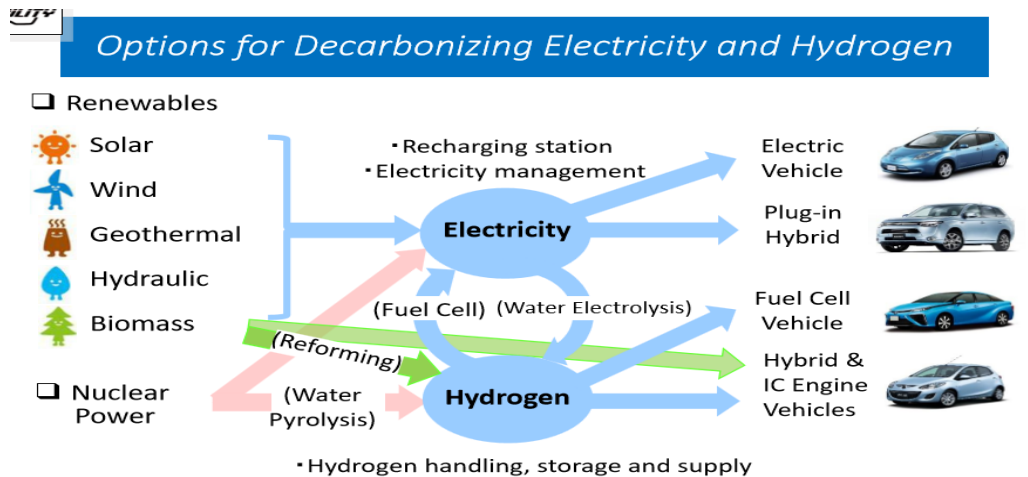 Options for Decarbonizing Electricity and Hydrogen
❑ Renewables
Solar
Wind
Geothermal
Hydraulic
Biomass
❑ Nuclear
Power
・Recharging station
・Electricity management
Electricity
(Fuel Cell)
(Water Electrolysis)
(Reforming)
(Water
Pyrolysis)
Hydrogen
・Hydrogen handling, storage and supply
Electric
Vehicle
Plug-in
Hybrid
Fuel Cell
Vehicle
Hybrid &
IC Engine
Vehicles